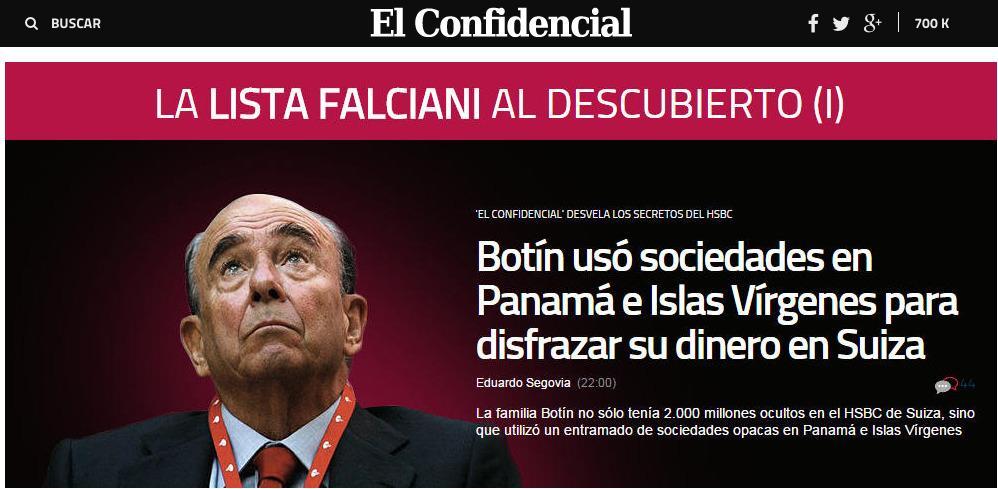 BUSCAR
El Confidencial
700 K
LA LISTA FALCIANI AL DESCUBIERTO (I)
'EL CONFIDENCIAL' DESVELA LOS SECRETOS DEL HSBC
Botín usó sociedades en
Panamá e Islas Vírgenes para
disfrazar su dinero en Suiza
Eduardo Segovia (22:00)
44
La familia Botín no sólo tenía 2.000 millones ocultos en el HSBC de Suiza, sino
que utilizó un entramado de sociedades opacas en Panamá e Islas Vírgenes